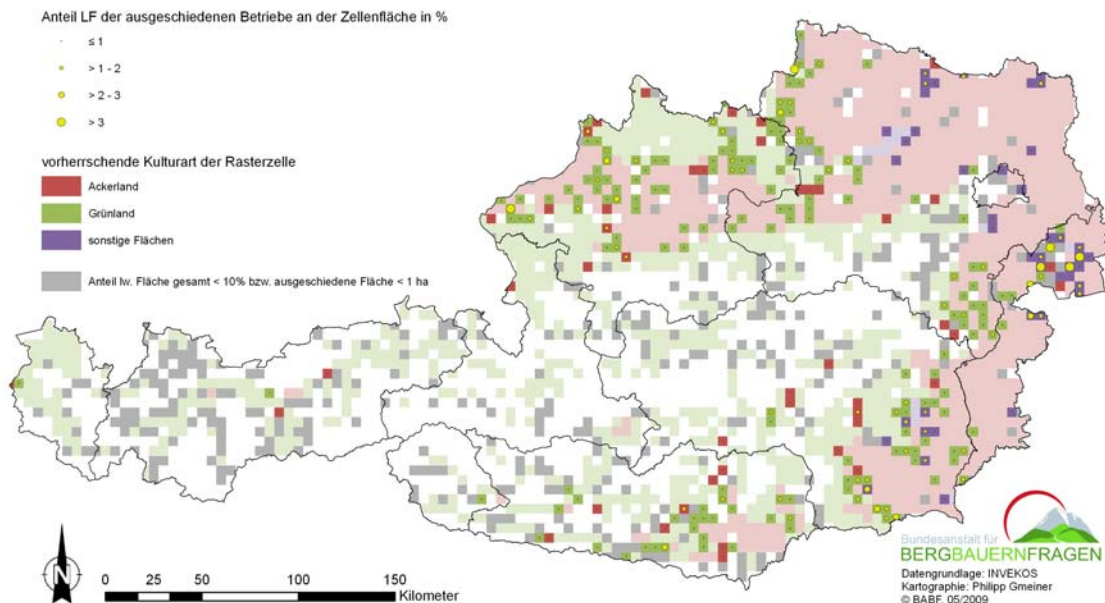 Anteil LF der ausgeschiedenen Betriebe an der Zellenfläche in %
≤ 1
> 1 - 2
> 2 - 3
> 3
vorherrschende Kulturart der Rasterzelle
Ackerland
Grünland
sonstige Flächen
Anteil lw. Fläche gesamt < 10% bzw. ausgeschiedene Fläche < 1 ha
N
0 25 50 100 150
Kilometer
Bundesanstalt für
BERGBAUERNFRAGEN
Datengrundlage: INVEKOS
Kartographie: Philipp Gmeiner
© BABF, 05/2009